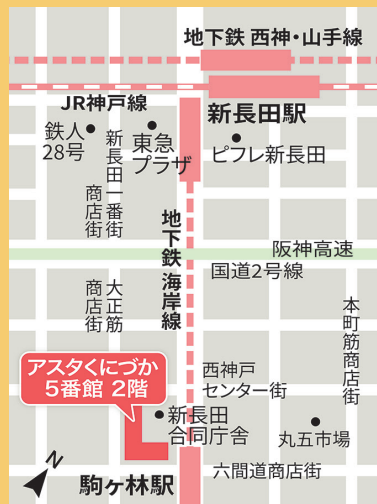 地下鉄 西神・山手線
JR神戸線
新長田駅
鉄人
28号
東急
プラザ
ピフレ新長田
新長田一番街
商店街
地下鉄 海岸線
阪神高速
国道2号線
大正筋
商店街
本町筋商店街
アスタくにづか
5番館 2階
西神戸
センター街
新長田
合同庁舎
丸五市場
六間道商店街
駒ヶ林駅
N